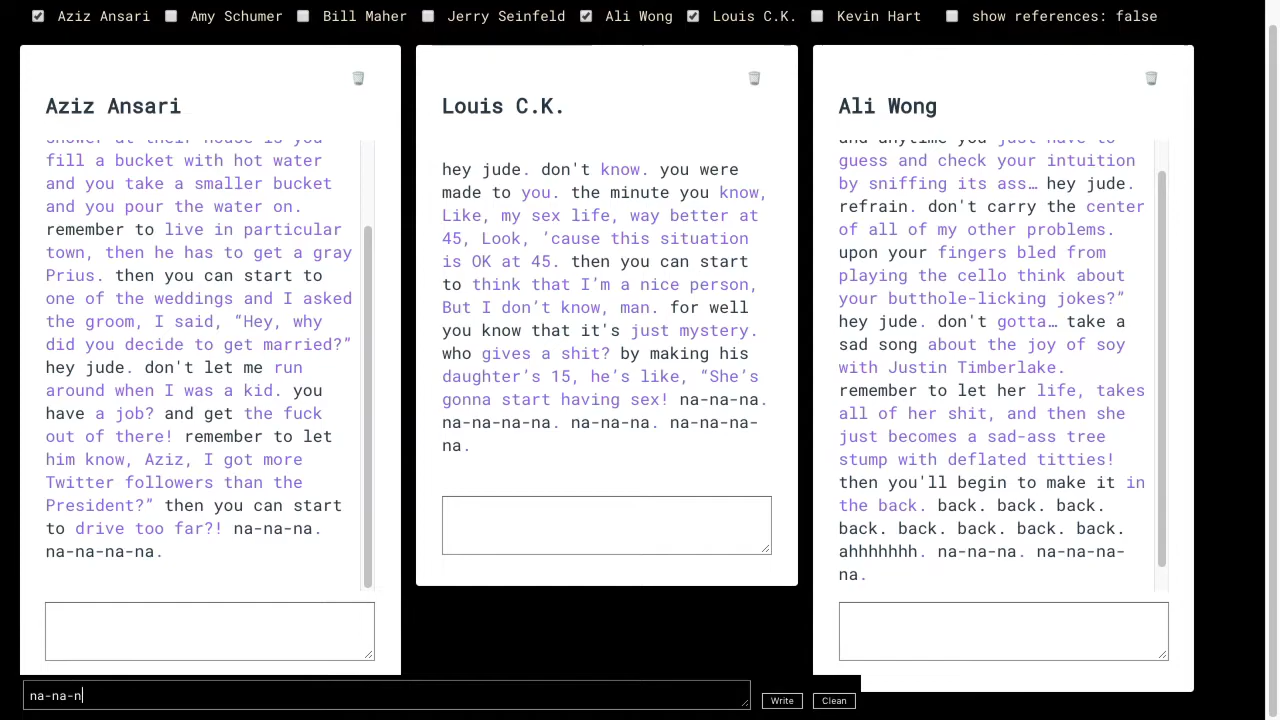 Aziz Ansari Amy Schumer Bill Maher Jerry Seinfeld Ali Wong Louis C.K. Kevin Hart show references: false
Aziz Ansari
shower at their house is you
fill a bucket with hot water
and you take a smaller bucket
and you pour the water on.
remember to live in particular
town, then he has to get a gray
Prius. then you can start to
one of the weddings and I asked
the groom, I said, “Hey, why
did you decide to get married?”
hey jude. don't let me run
around when I was a kid. you
have a job? and get the fuck
out of there! remember to let
him know, Aziz, I got more
Twitter followers than the
President?” then you can start
to drive too far?! na-na-na.
na-na-na-na.
Louis C.K.
hey jude. don't know. you were
made to you. the minute you know,
Like, my sex life, way better at
45, Look, ’cause this situation
is OK at 45. then you can start
to think that I’m a nice person,
But I don’t know, man. for well
you know that it's just mystery.
who gives a shit? by making his
daughter’s 15, he’s like, “She’s
gonna start having sex! na-na-na.
na-na-na-na. na-na-na. na-na-na-
na.
Ali Wong
and anytime you just have to
guess and check your intuition
by sniffing its ass… hey jude.
refrain. don't carry the center
of all of my other problems.
upon your fingers bled from
playing the cello think about
your butthole-licking jokes?”
hey jude. don't gotta… take a
sad song about the joy of soy
with Justin Timberlake.
remember to let her life, takes
all of her shit, and then she
just becomes a sad-ass tree
stump with deflated titties!
then you'll begin to make it in
the back. back. back. back.
back. back. back. back. back.
ahhhhhhh. na-na-na. na-na-na-
na.
na-na-n
Write Clean